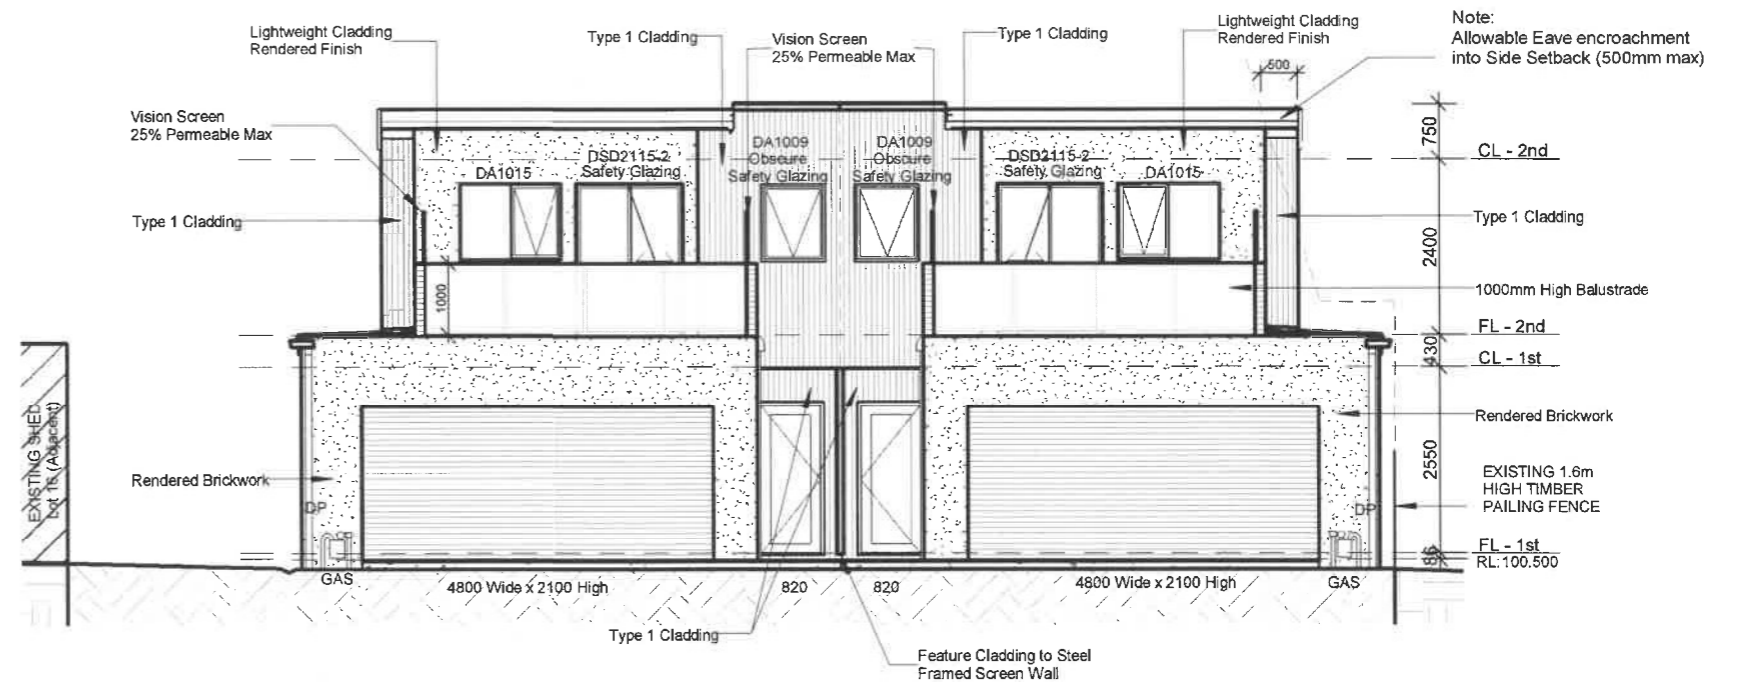 Lightweight Cladding
Rendered Finish
Type 1 Cladding
Vision Screen
25% Permeable Max
Type 1 Cladding
Lightweight Cladding
Rendered Finish
Note:
Allowable Eave encroachment
into Side Setback (500mm max)
500
Vision Screen
25% Permeable Max
750
CL - 2nd
DA1009
Obscure
Safety Glazing
DA1009
Obscure
Safety Glazing
DSD2115-2
Safety Glazing
DA1015
DSD2115-2
Safety Glazing
DA1015
Type 1 Cladding
Type 1 Cladding
2400
1000
1000mm High Balustrade
FL - 2nd
430
CL - 1st
EXISTING SHED
Lot 16 (Adjacent)
Rendered Brickwork
2550
Rendered Brickwork
EXISTING 1.6m
HIGH TIMBER
PAILING FENCE
DP
DP
FL - 1st
86
RL:100.500
GAS
4800 Wide x 2100 High
820
820
4800 Wide x 2100 High
GAS
Type 1 Cladding
Feature Cladding to Steel
Framed Screen Wall